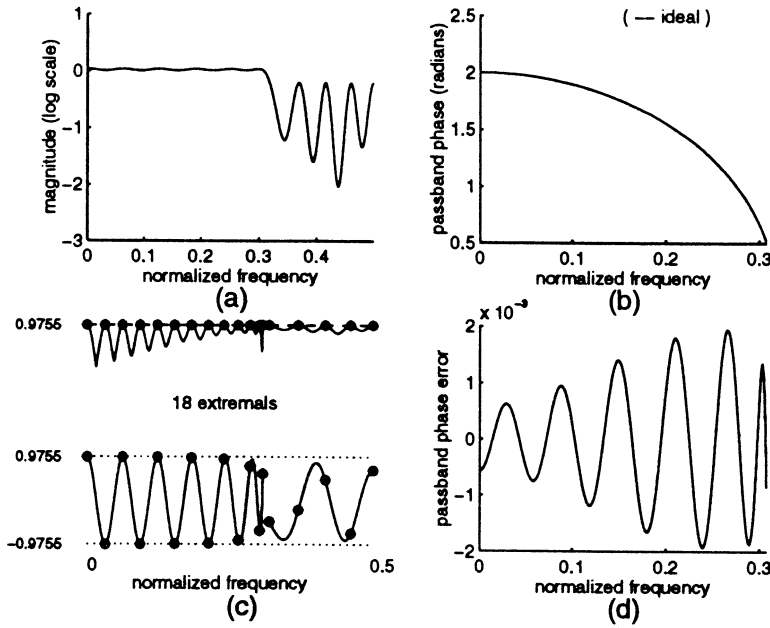 1
0
−1
−2
−3
magnitude (log scale)
0 0.1 0.2 0.3 0.4
normalized frequency
(a)
( — ideal )
2.5
2
1.5
1
0.5
passband phase (radians)
0 0.1 0.2 0.3
normalized frequency
(b)
0.9755
18 extremals
0.9755
−0.9755
0 0.5
normalized frequency
(c)
x 10⁻³
2
1
0
−1
−2
passband phase error
0 0.1 0.2 0.3
normalized frequency
(d)